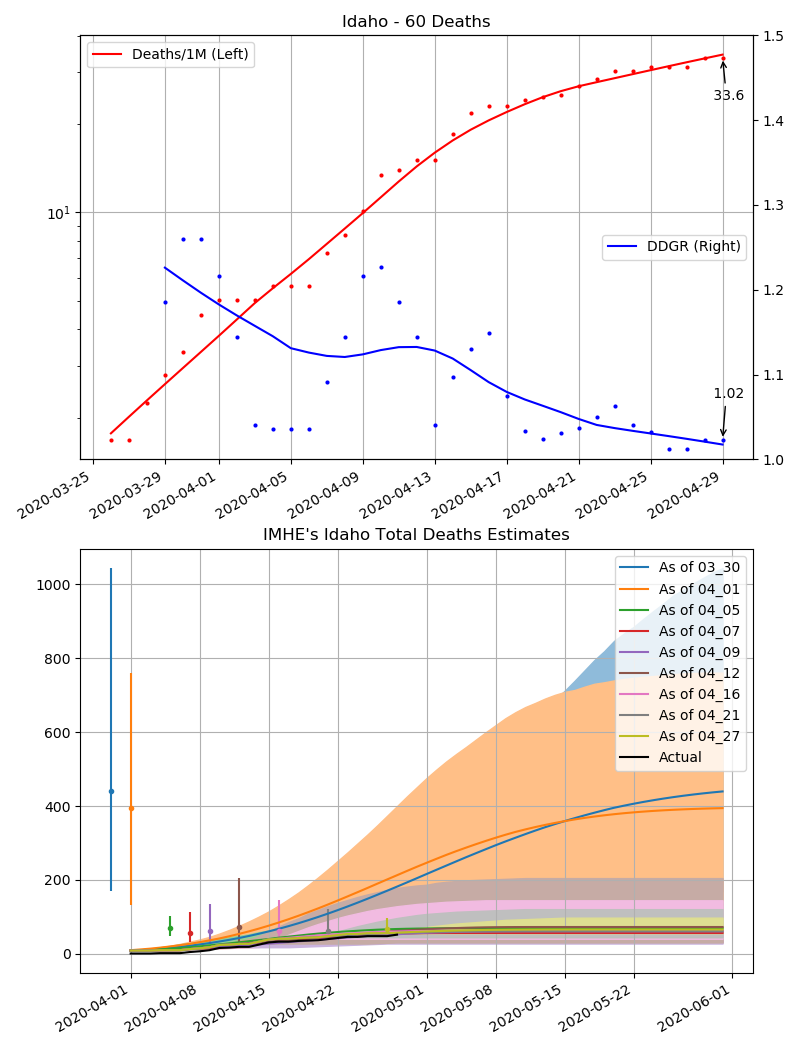 Idaho - 60 Deaths
Deaths/1M (Left)
DDGR (Right)
33.6
1.02
10¹
1.5
1.4
1.3
1.2
1.1
1.0
2020-03-25
2020-03-29
2020-04-01
2020-04-05
2020-04-09
2020-04-13
2020-04-17
2020-04-21
2020-04-25
2020-04-29
IMHE's Idaho Total Deaths Estimates
1000
800
600
400
200
0
As of 03_30
As of 04_01
As of 04_05
As of 04_07
As of 04_09
As of 04_12
As of 04_16
As of 04_21
As of 04_27
Actual
2020-04-01
2020-04-08
2020-04-15
2020-04-22
2020-05-01
2020-05-08
2020-05-15
2020-05-22
2020-06-01